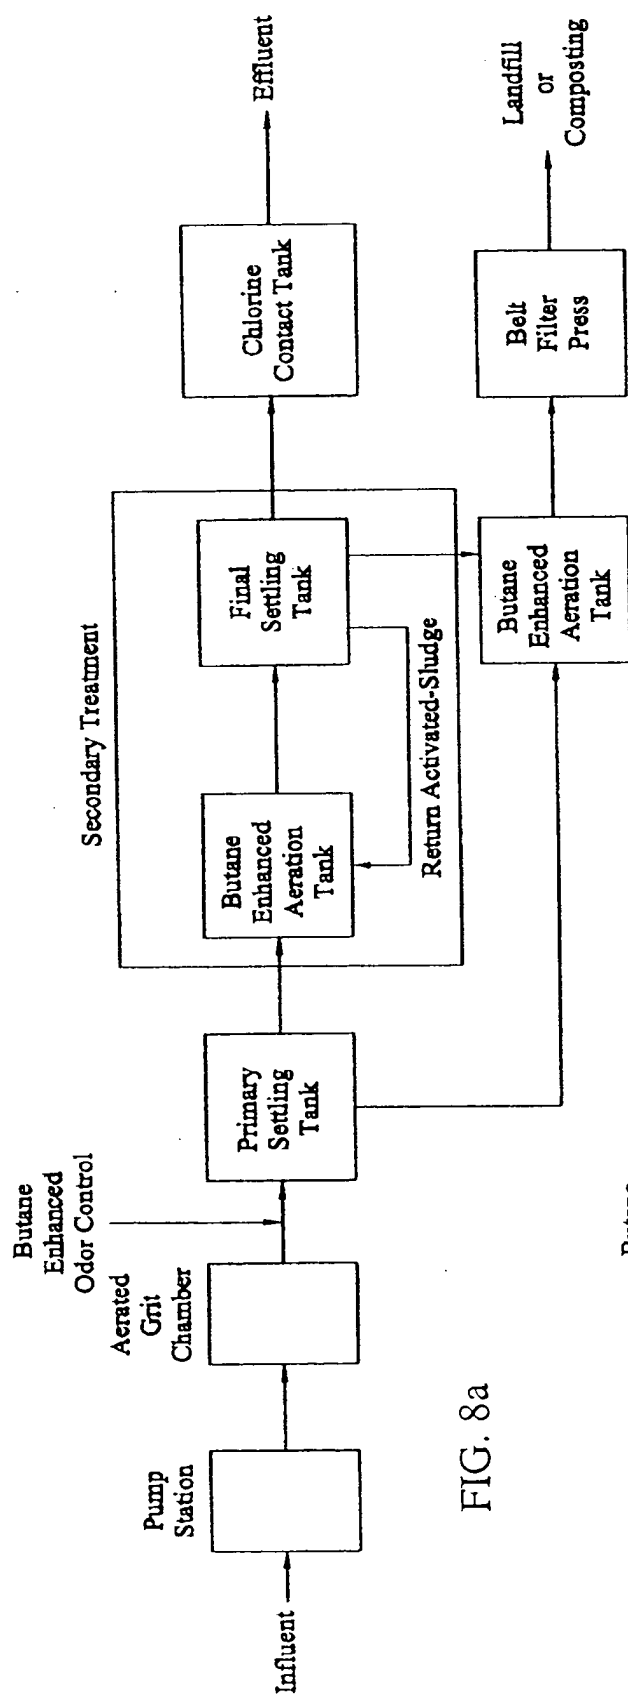 Influent
Pump
Station
Aerated
Grit
Chamber
Butane
Enhanced
Odor Control
Primary
Settling
Tank
Secondary Treatment
Butane
Enhanced
Aeration
Tank
Final
Settling
Tank
Return Activated-Sludge
Chlorine
Contact Tank
Effluent
Butane
Enhanced
Aeration
Tank
Belt
Filter
Press
Landfill
or
Composting
FIG. 8a